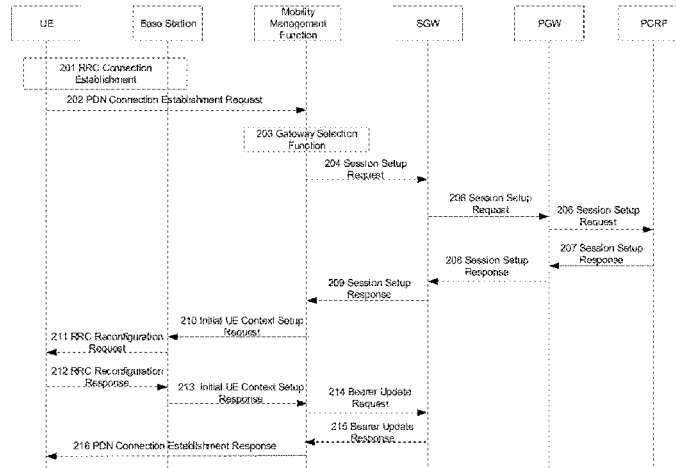 UE
Base Station
Mobility
Management
Function
SGW
PGW
PCRF
201 RRC Connection
Establishment
202 PDN Connection Establishment Request
203 Gateway Selection
Function
204 Session Setup
Request
206 Session Setup
Request
206 Session Setup
Request
207 Session Setup
Response
208 Session Setup
Response
209 Session Setup
Response
210 Initial UE Context Setup
Request
211 RRC Reconfiguration
Request
212 RRC Reconfiguration
Response
213 Initial UE Context Setup
Response
214 Bearer Update
Request
215 Bearer Update
Response
216 PDN Connection Establishment Response